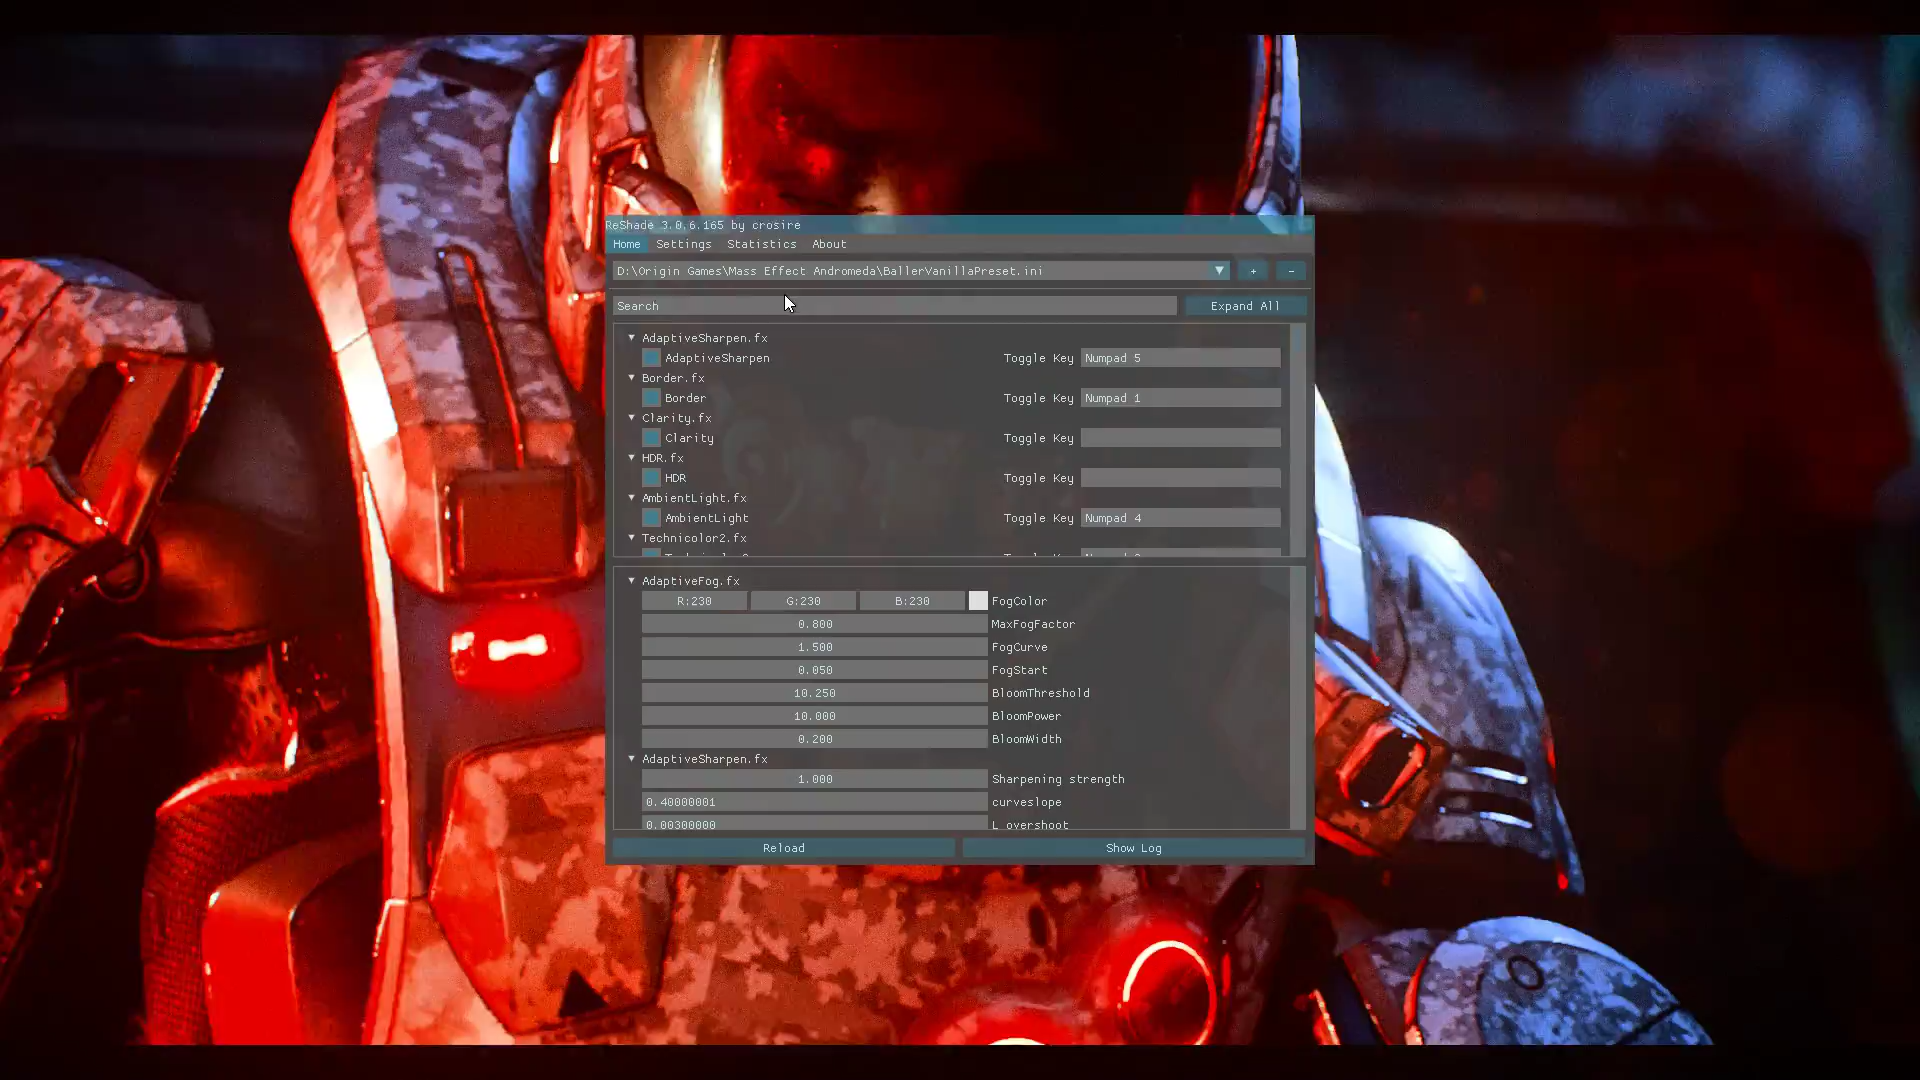 ReShade 3.0.6.165 by crosire
Home Settings Statistics About
D:\Origin Games\Mass Effect Andromeda\BallerVanillaPreset.ini ▼ + -
Search Expand All
AdaptiveSharpen.fx
AdaptiveSharpen Toggle Key Numpad 5
Border.fx
Border Toggle Key Numpad 1
Clarity.fx
Clarity Toggle Key
HDR.fx
HDR Toggle Key
AmbientLight.fx
AmbientLight Toggle Key Numpad 4
Technicolor2.fx
AdaptiveFog.fx
R:230 G:230 B:230 FogColor
0.800 MaxFogFactor
1.500 FogCurve
0.050 FogStart
10.250 BloomThreshold
10.000 BloomPower
0.200 BloomWidth
AdaptiveSharpen.fx
1.000 Sharpening strength
0.40000001 curveslope
0.00300000 L_overshoot
Reload Show Log